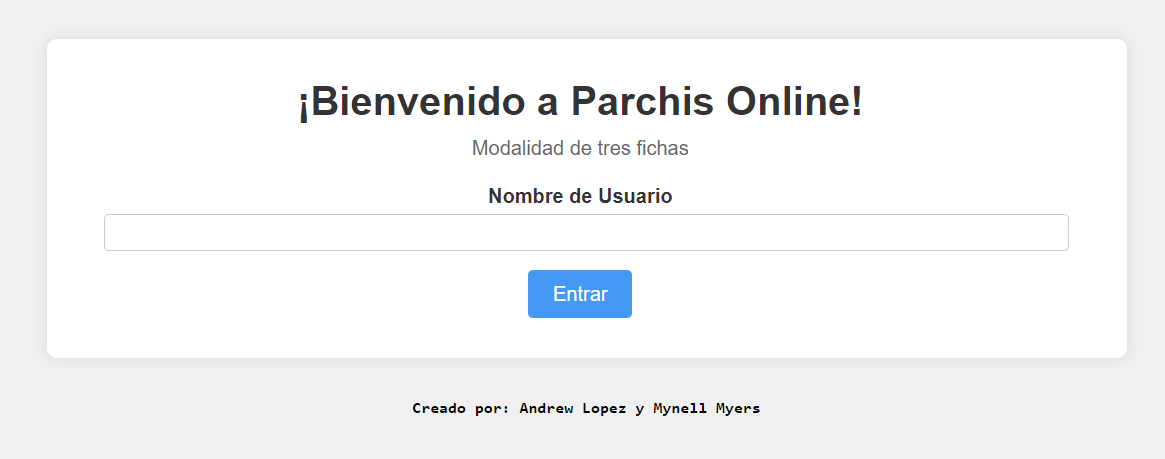 ¡Bienvenido a Parchis Online!
Modalidad de tres fichas
Nombre de Usuario
Entrar
Creado por: Andrew Lopez y Mynell Myers